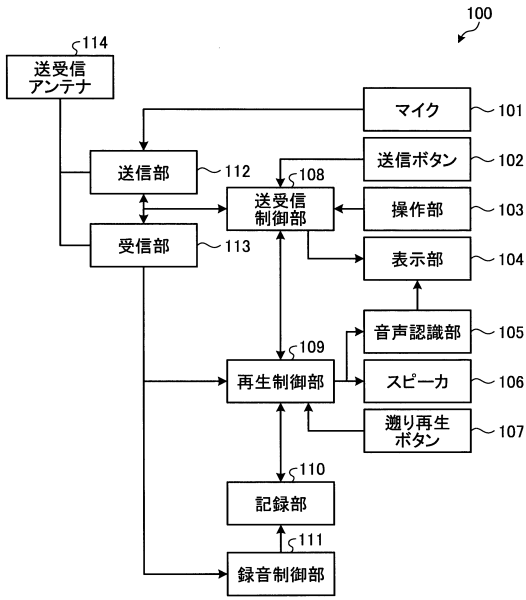 100
114
送受信
アンテナ
マイク
101
送信部
112
送信ボタン
102
108
送受信
制御部
操作部
103
受信部
113
表示部
104
音声認識部
105
109
再生制御部
スピーカ
106
遡り再生
ボタン
107
110
記録部
111
録音制御部